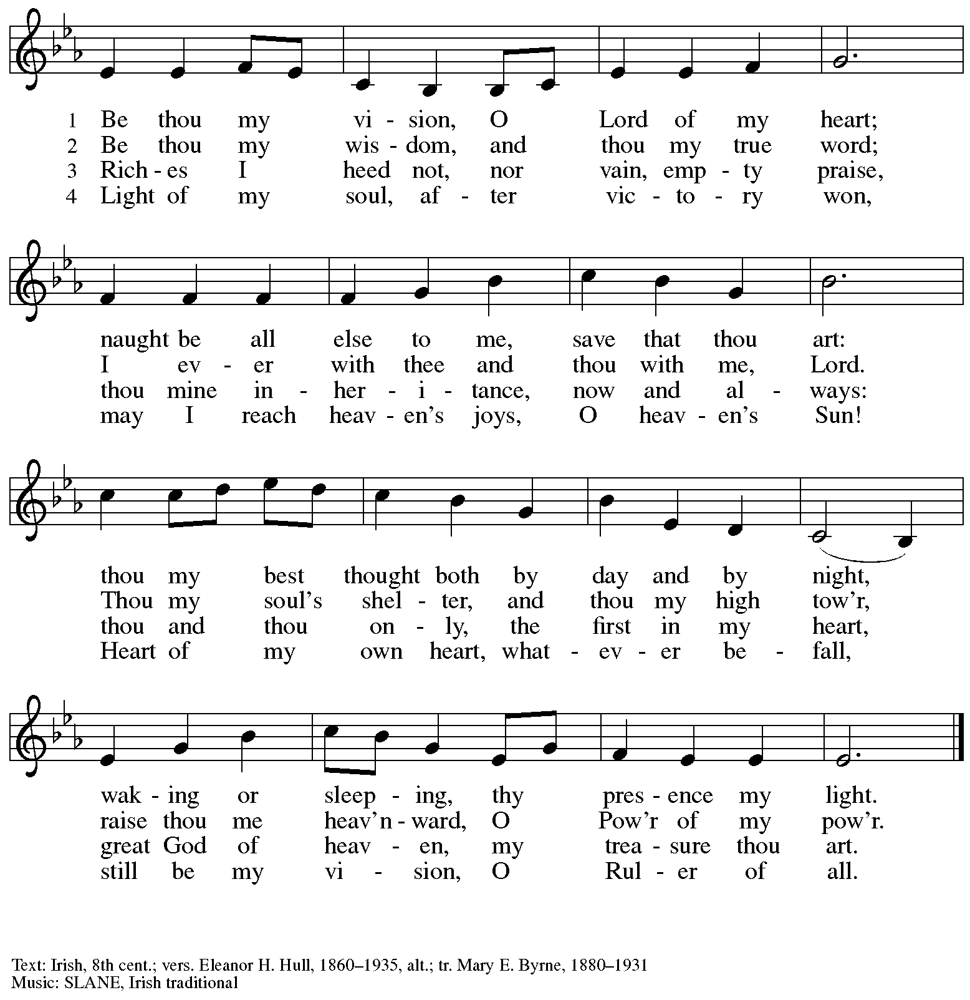 1 Be thou my vi - sion, O Lord of my heart;
2 Be thou my wis - dom, and thou my true word;
3 Rich - es I heed not, nor vain, emp - ty praise,
4 Light of my soul, af - ter vic - to - ry won,
naught be all else to me, save that thou art:
I ev - er with thee and thou with me, Lord.
thou mine in - her - i - tance, now and al - ways:
may I reach heav - en's joys, O heav - en's Sun!
thou my best thought both by day and by night,
Thou my soul's shel - ter, and thou my high tow'r,
thou and thou on - ly, the first in my heart,
Heart of my own heart, what - ev - er be - fall,
wak - ing or sleep - ing, thy pres - ence my light.
raise thou me heav'n - ward, O Pow'r of my pow'r.
great God of heav - en, my trea - sure thou art.
still be my vi - sion, O Rul - er of all.
Text: Irish, 8th cent.; vers. Eleanor H. Hull, 1860–1935, alt.; tr. Mary E. Byrne, 1880–1931
Music: SLANE, Irish traditional